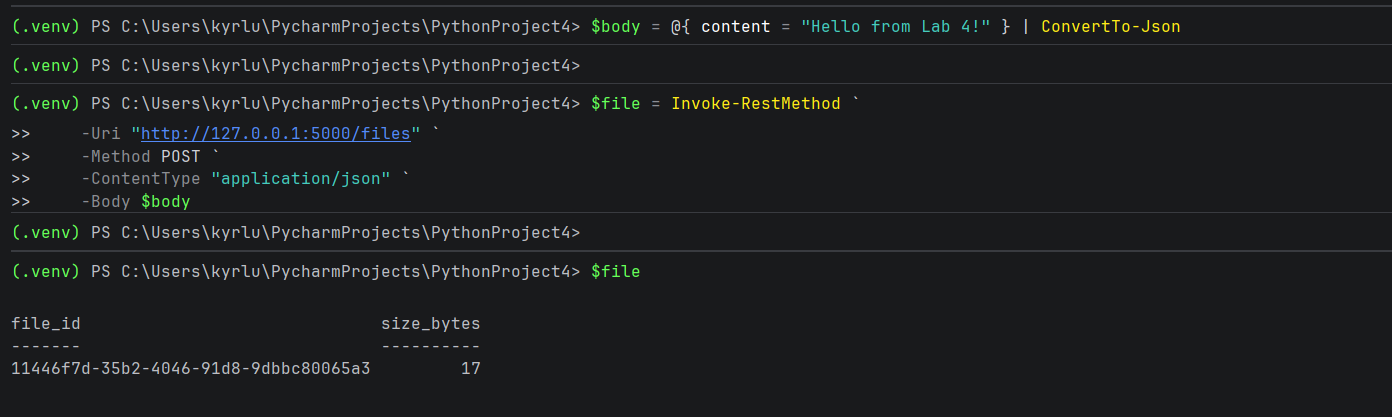 (.venv) PS C:\Users\kyrlu\PycharmProjects\PythonProject4> $body = @{ content = "Hello from Lab 4!" } | ConvertTo-Json
(.venv) PS C:\Users\kyrlu\PycharmProjects\PythonProject4>
(.venv) PS C:\Users\kyrlu\PycharmProjects\PythonProject4> $file = Invoke-RestMethod `
>>     -Uri "http://127.0.0.1:5000/files" `
>>     -Method POST `
>>     -ContentType "application/json" `
>>     -Body $body
(.venv) PS C:\Users\kyrlu\PycharmProjects\PythonProject4>
(.venv) PS C:\Users\kyrlu\PycharmProjects\PythonProject4> $file
file_id                              size_bytes
-------                              ----------
11446f7d-35b2-4046-91d8-9dbbc80065a3         17